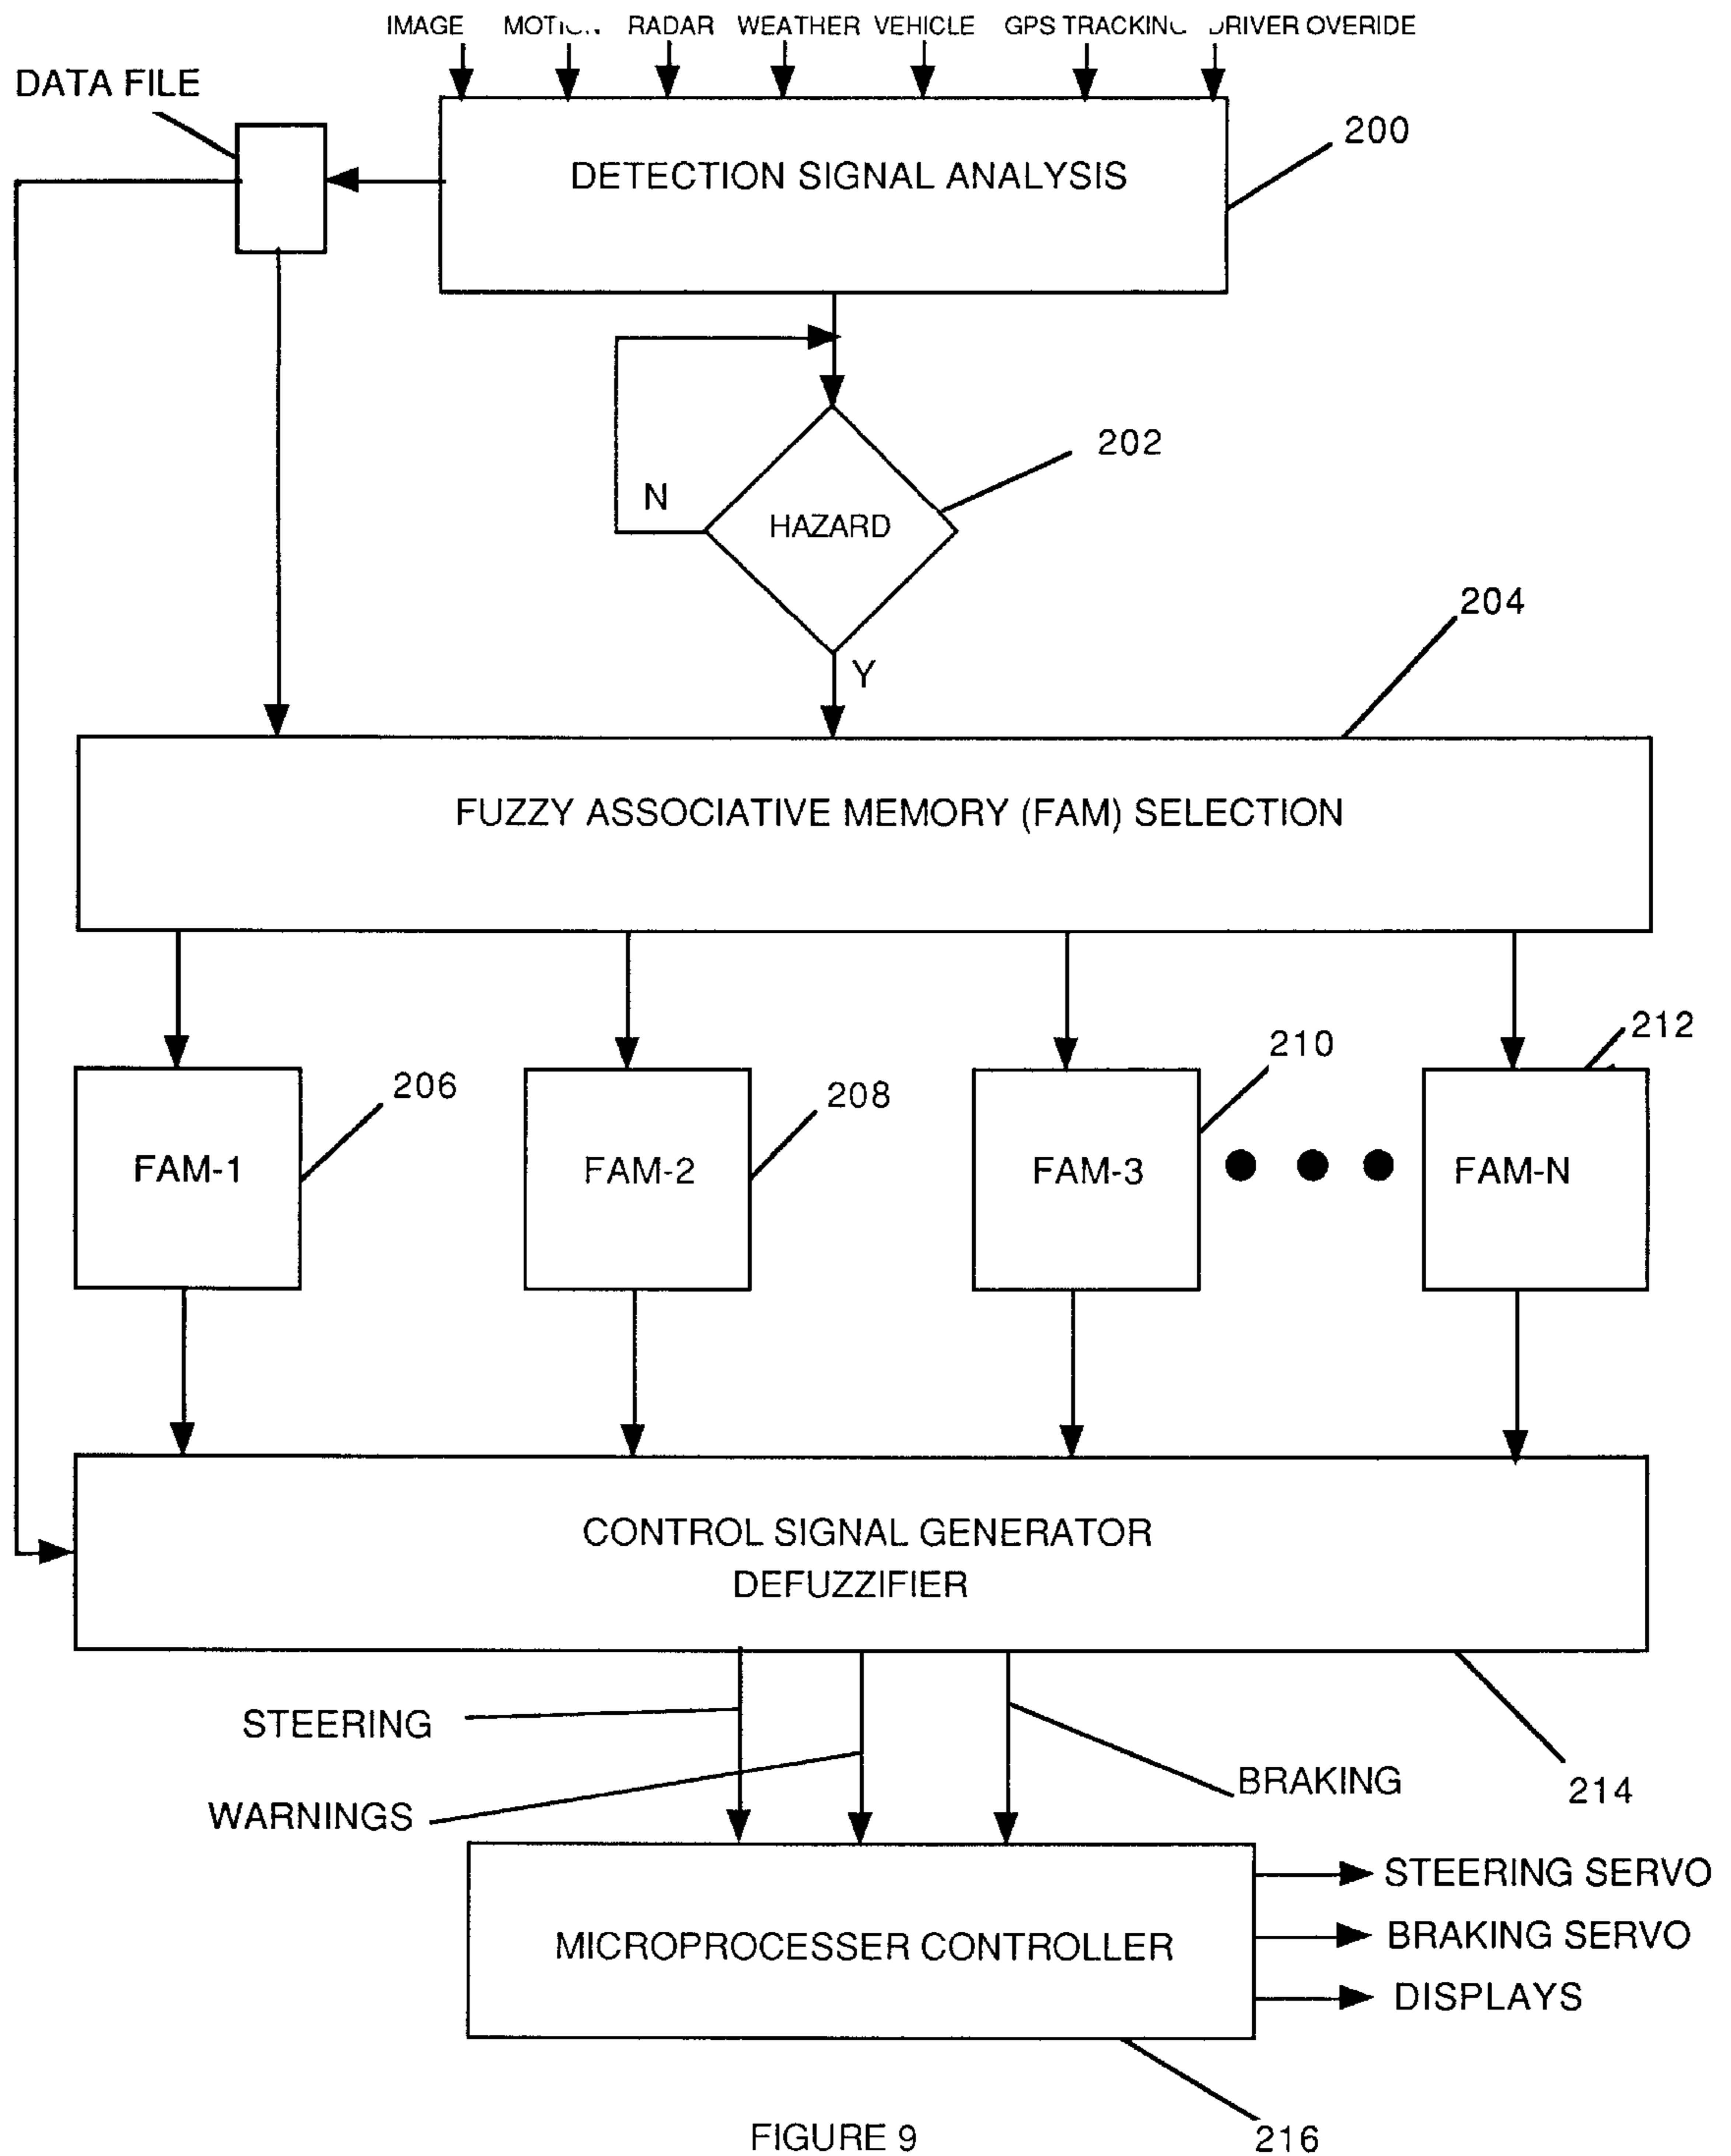 IMAGE RADAR WEATHER VEHICLE GPS OVERIDE
DATA FILE
200
DETECTION SIGNAL ANALYSIS
202
N
HAZARD
204
Y
FUZZY ASSOCIATIVE MEMORY (FAM) SELECTION
212
210
206
208
FAM-1 FAM-2 FAM-3 FAM-N
CONTROL SIGNAL GENERATOR
DEFUZZIFIER
STEERING
BRAKING
214
WARNINGS
STEERING SERVO
BRAKING SERVO
MICROPROCESSER CONTROLLER
DISPLAYS
FIGURE 9
216